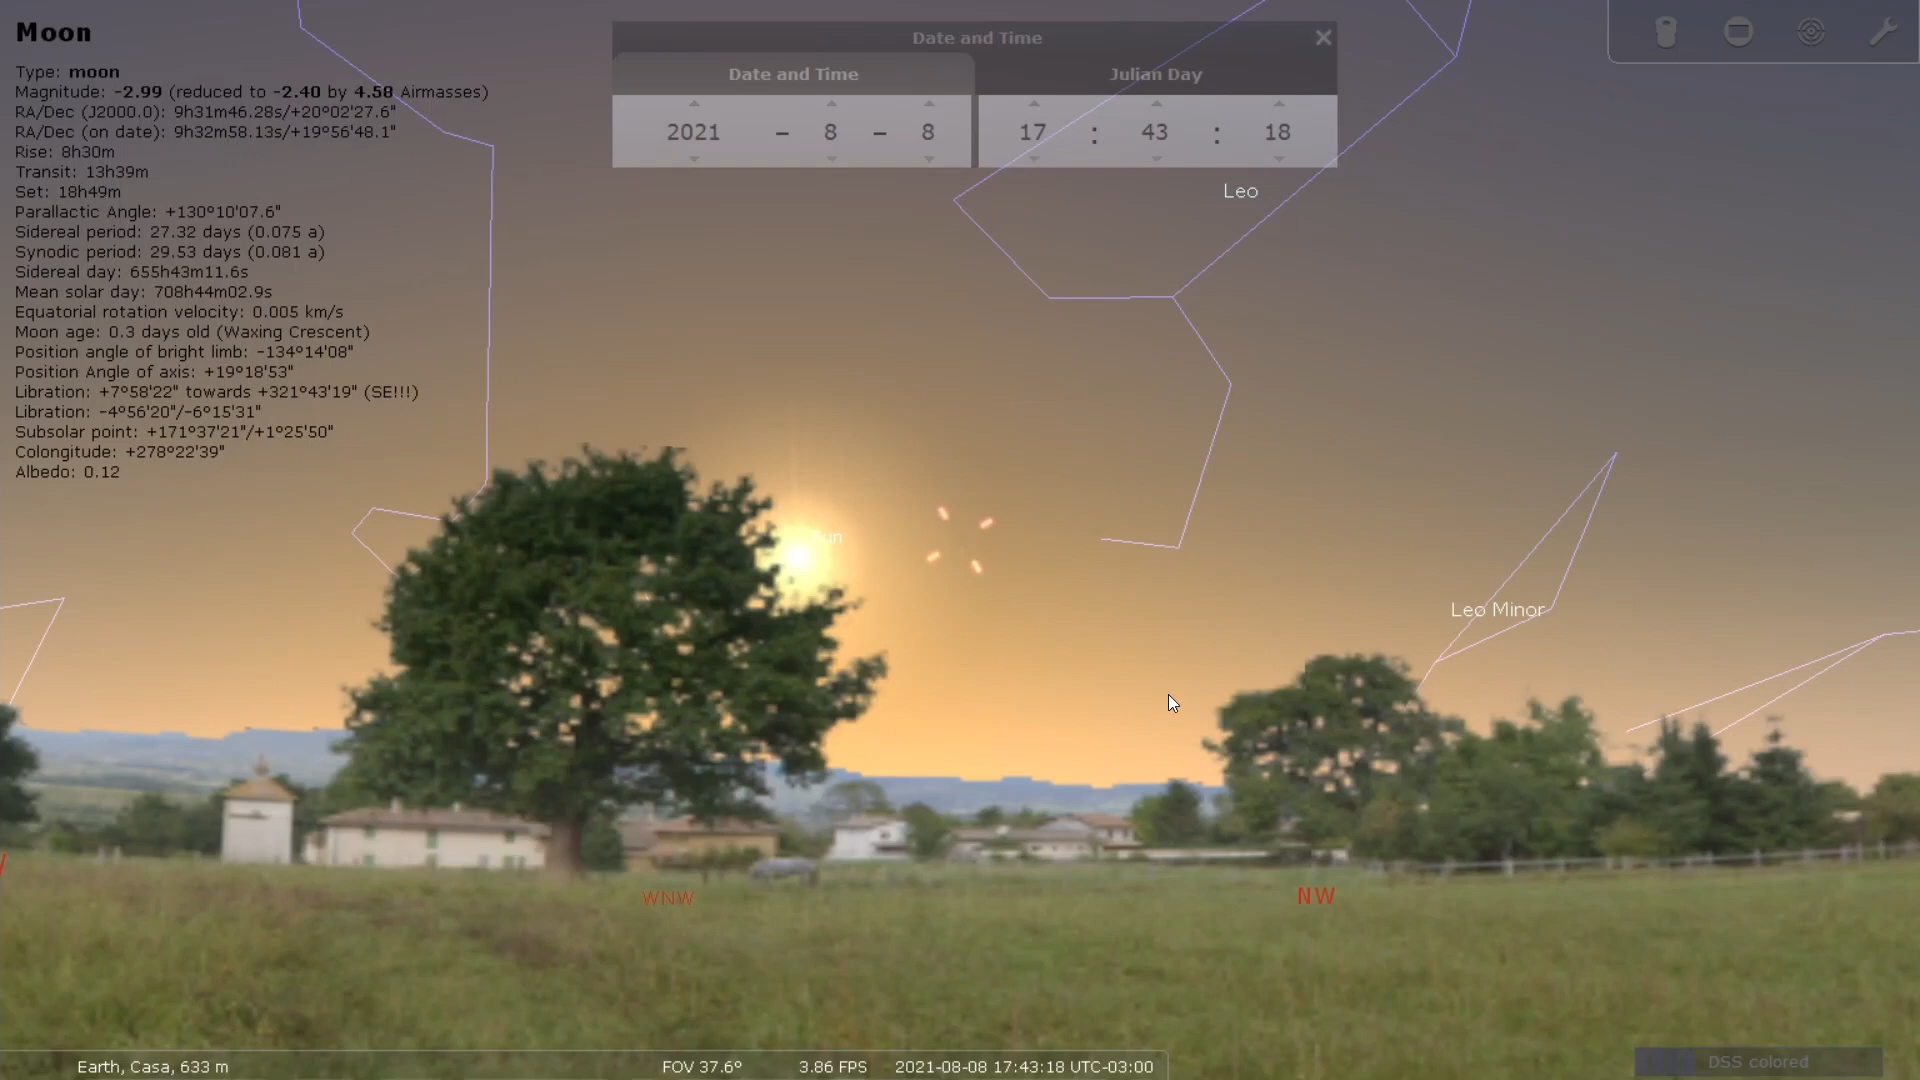 Moon
Type: moon
Magnitude: -2.99 (reduced to -2.40 by 4.58 Airmasses)
RA/Dec (J2000.0): 9h31m46.28s/+20°02'27.6"
RA/Dec (on date): 9h32m58.13s/+19°56'48.1"
Rise: 8h30m
Transit: 13h39m
Set: 18h49m
Parallactic Angle: +130°10'07.6"
Sidereal period: 27.32 days (0.075 a)
Synodic period: 29.53 days (0.081 a)
Sidereal day: 655h43m11.6s
Mean solar day: 708h44m02.9s
Equatorial rotation velocity: 0.005 km/s
Moon age: 0.3 days old (Waxing Crescent)
Position angle of bright limb: -134°14'08"
Position Angle of axis: +19°18'53"
Libration: +7°58'22" towards +321°43'19" (SE!!!)
Libration: -4°56'20"/-6°15'31"
Subsolar point: +171°37'21"/+1°25'50"
Colongitude: +278°22'39"
Albedo: 0.12
Date and Time
Date and Time Julian Day
2021 - 8 - 8 17 : 43 : 18
Leo
Sun
Leo Minor
WNW
NW
Earth, Casa, 633 m FOV 37.6° 3.86 FPS 2021-08-08 17:43:18 UTC-03:00
DSS colored